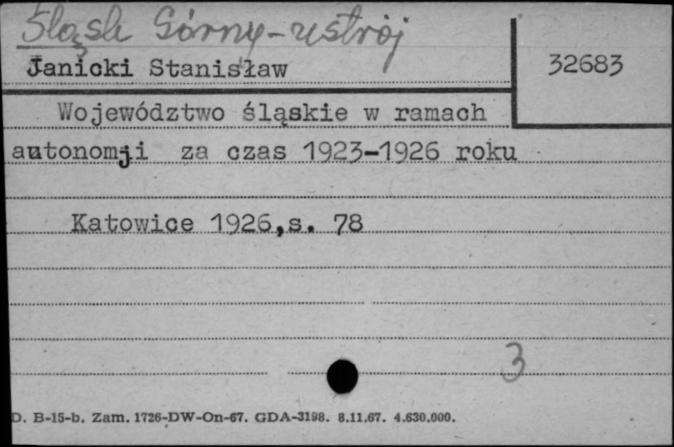 Śląsk Górny-ustrój
Janicki Stanisław
32683
Województwo śląskie w ramach
autonomji za czas 1923-1926 roku
Katowice 1926,s. 78
3
D. B-15-b. Zam. 1726-DW-On-67. GDA-3198. 8.11.67. 4.630.000.